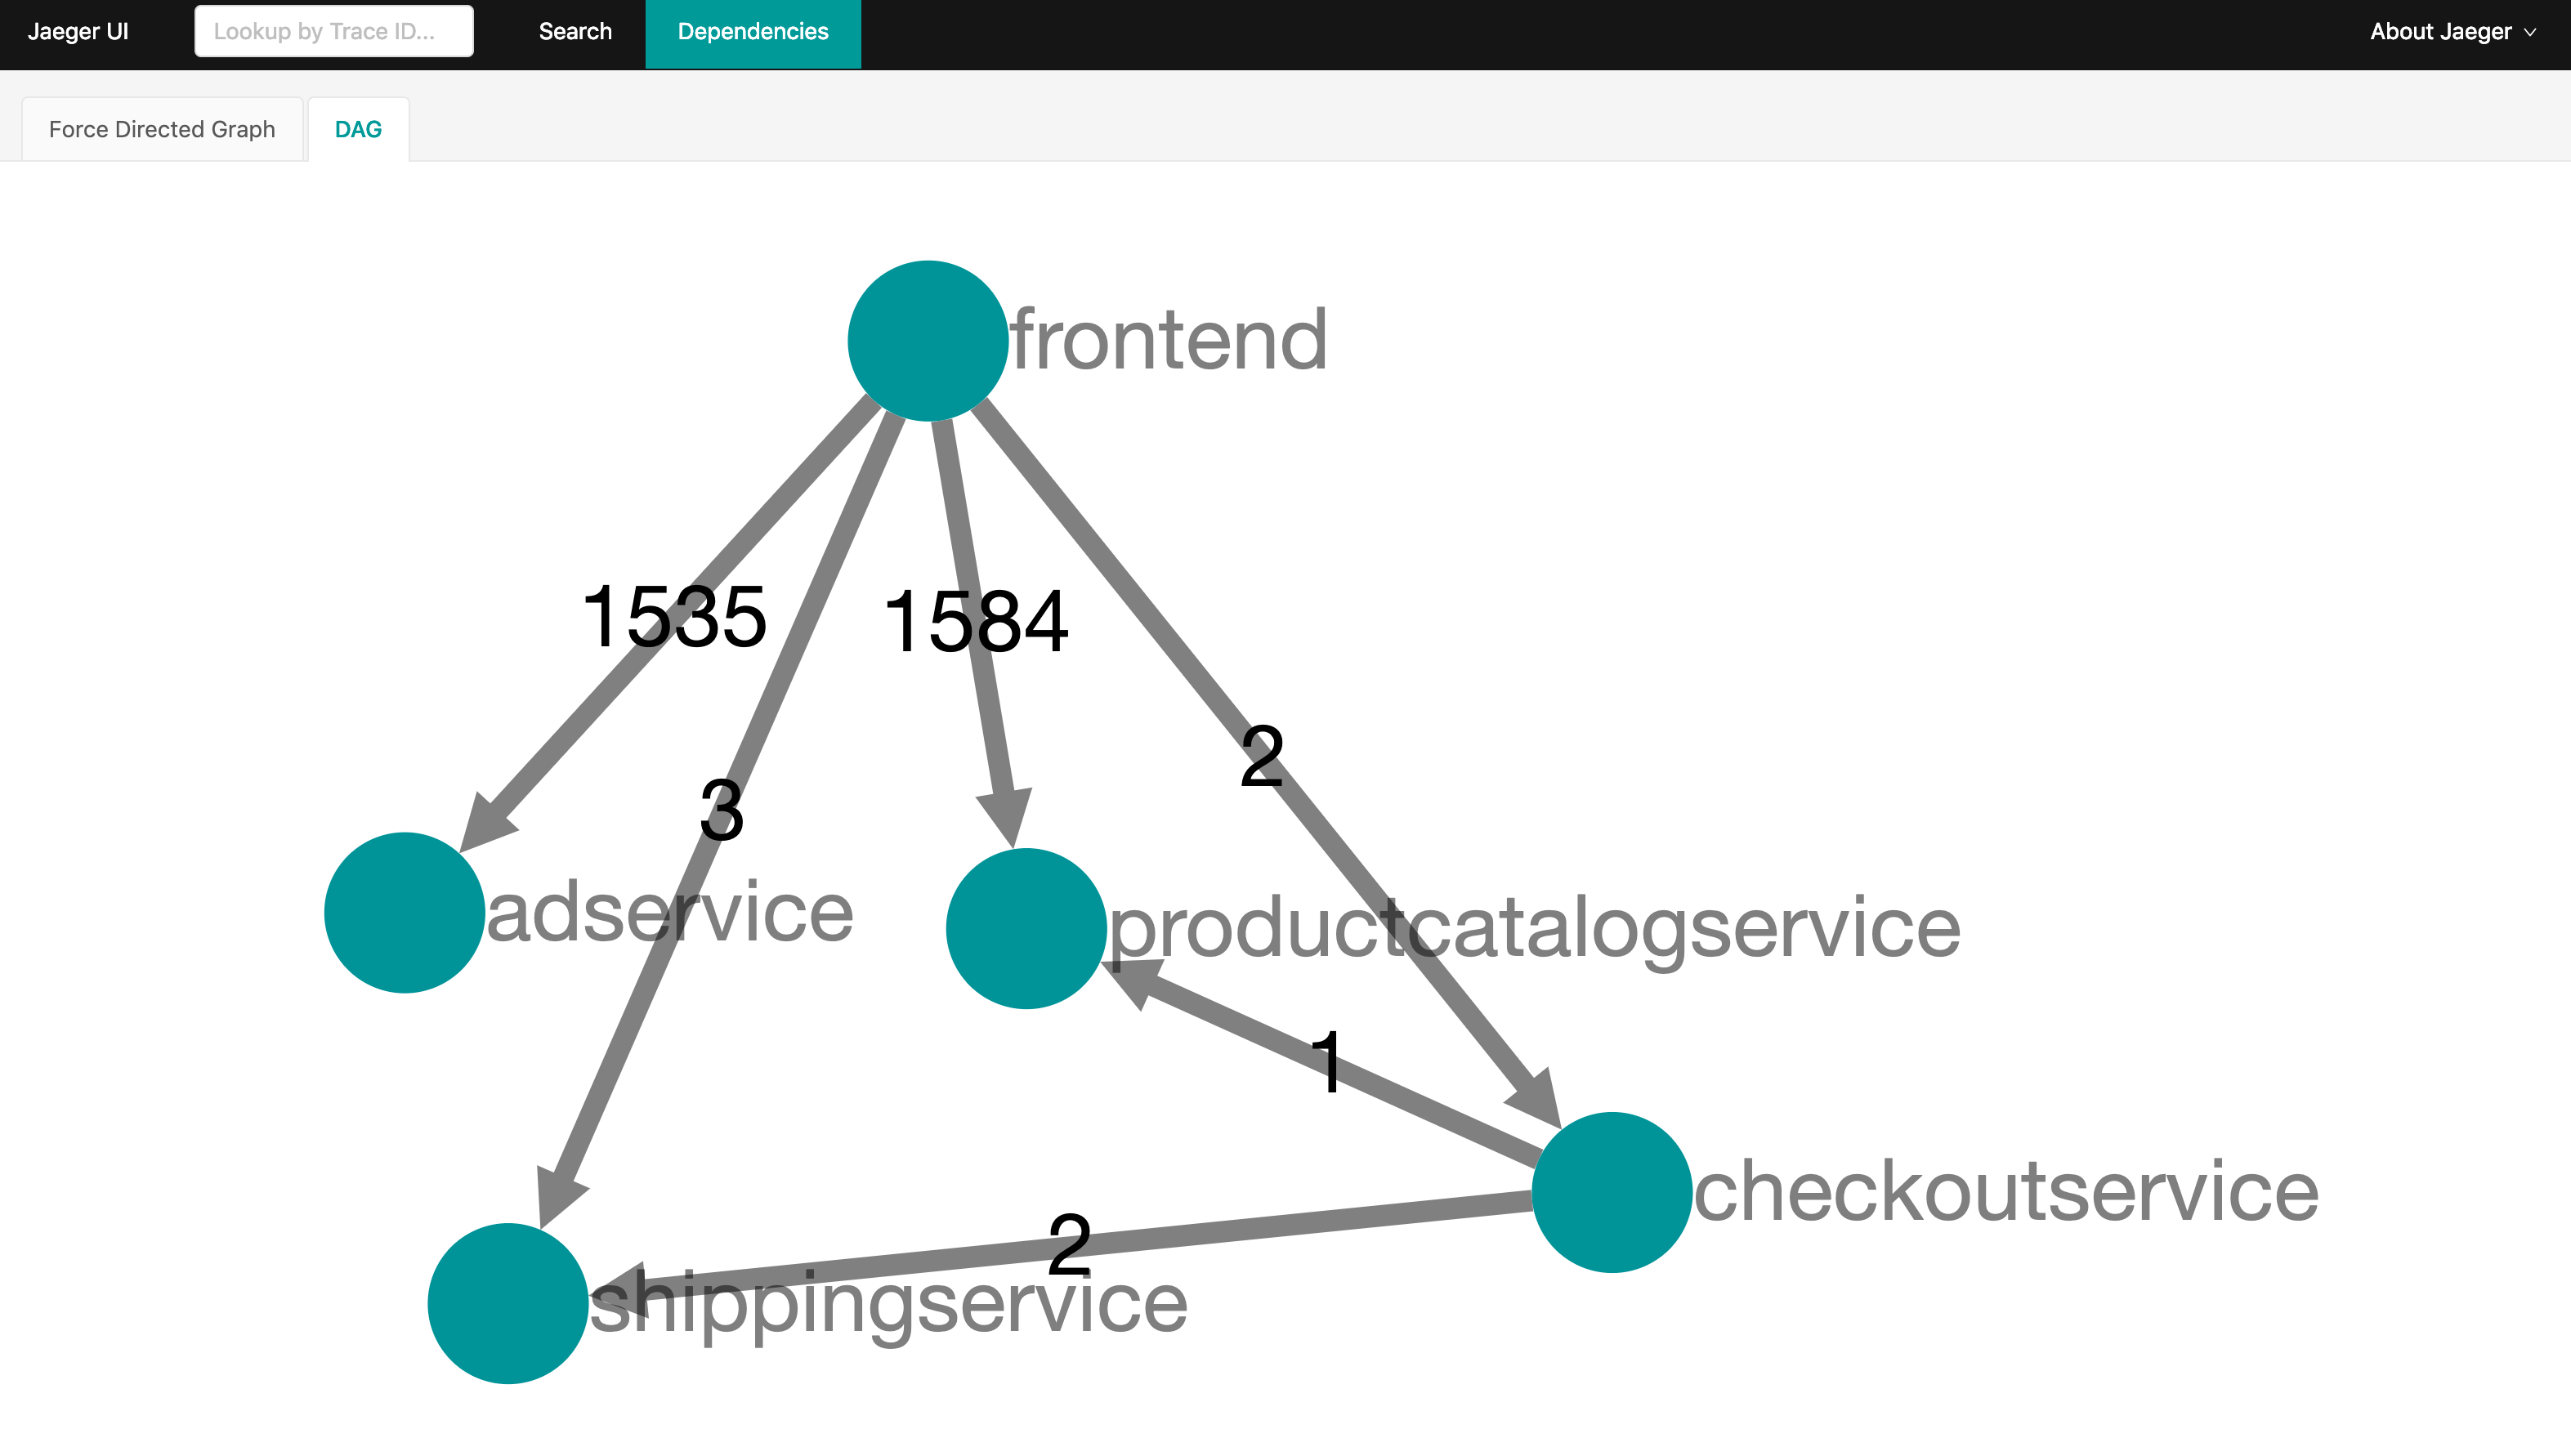 Jaeger UI Lookup by Trace ID... Search Dependencies About Jaeger
Force Directed Graph DAG
frontend
1535 1584
2
3
adservice productcatalogservice
1
checkoutservice
2
shippingservice